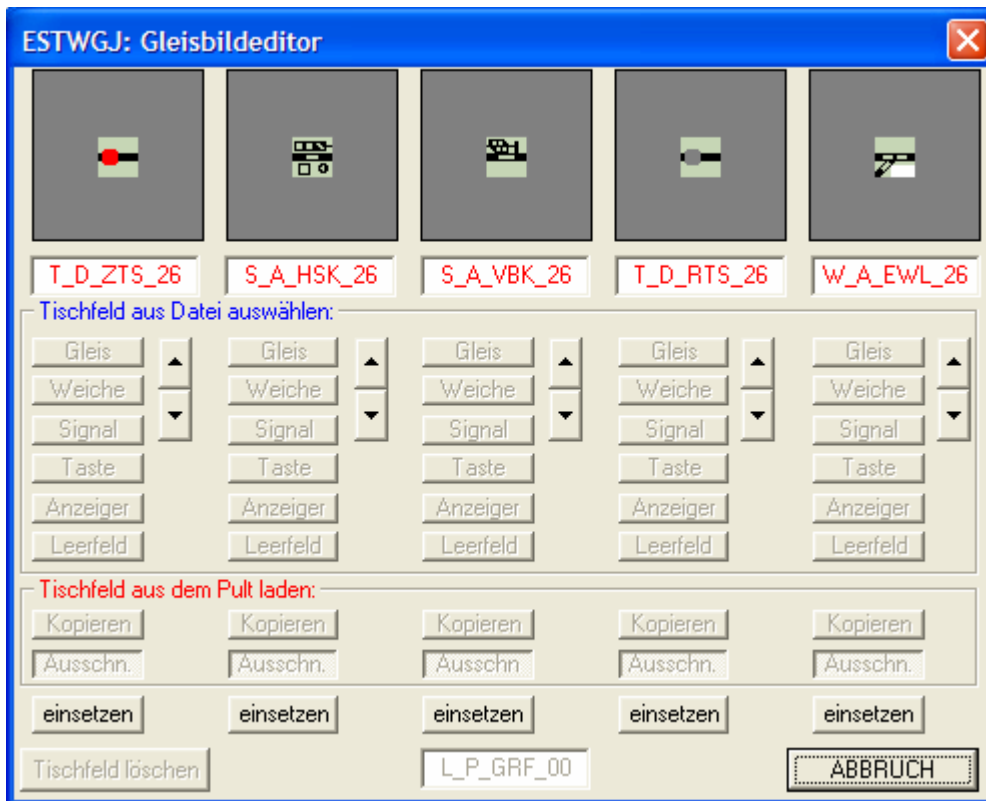 ESTWGJ: Gleisbildeditor
T_D_ZTS_26 S_A_HSK_26 S_A_VBK_26 T_D_RTS_26 W_A_EWL_26
Tischfeld aus Datei auswählen:
Gleis Gleis Gleis Gleis Gleis
Weiche Weiche Weiche Weiche Weiche
Signal Signal Signal Signal Signal
Taste Taste Taste Taste Taste
Anzeiger Anzeiger Anzeiger Anzeiger Anzeiger
Leerfeld Leerfeld Leerfeld Leerfeld Leerfeld
Tischfeld aus dem Pult laden:
Kopieren Kopieren Kopieren Kopieren Kopieren
Ausschn. Ausschn. Ausschn Ausschn. Ausschn.
einsetzen einsetzen einsetzen einsetzen einsetzen
Tischfeld löschen L_P_GRF_00 ABBRUCH